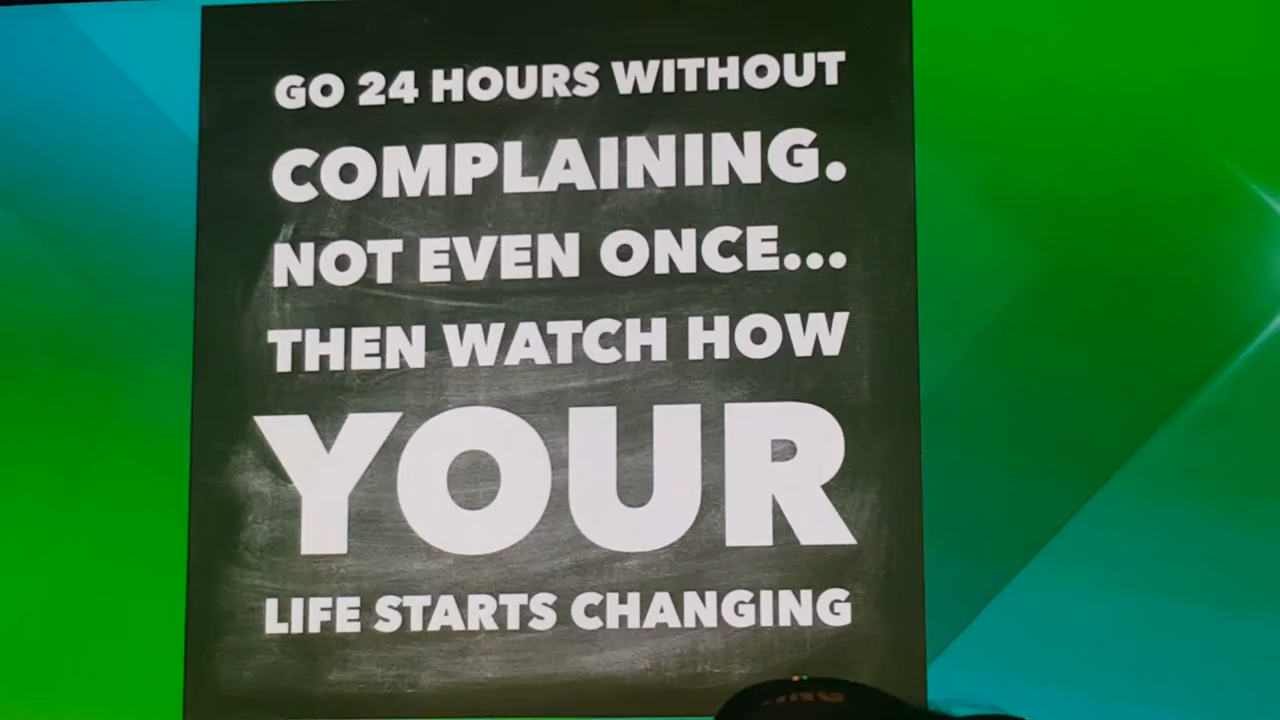 GO 24 HOURS WITHOUT
COMPLAINING.
NOT EVEN ONCE...
THEN WATCH HOW
YOUR
LIFE STARTS CHANGING